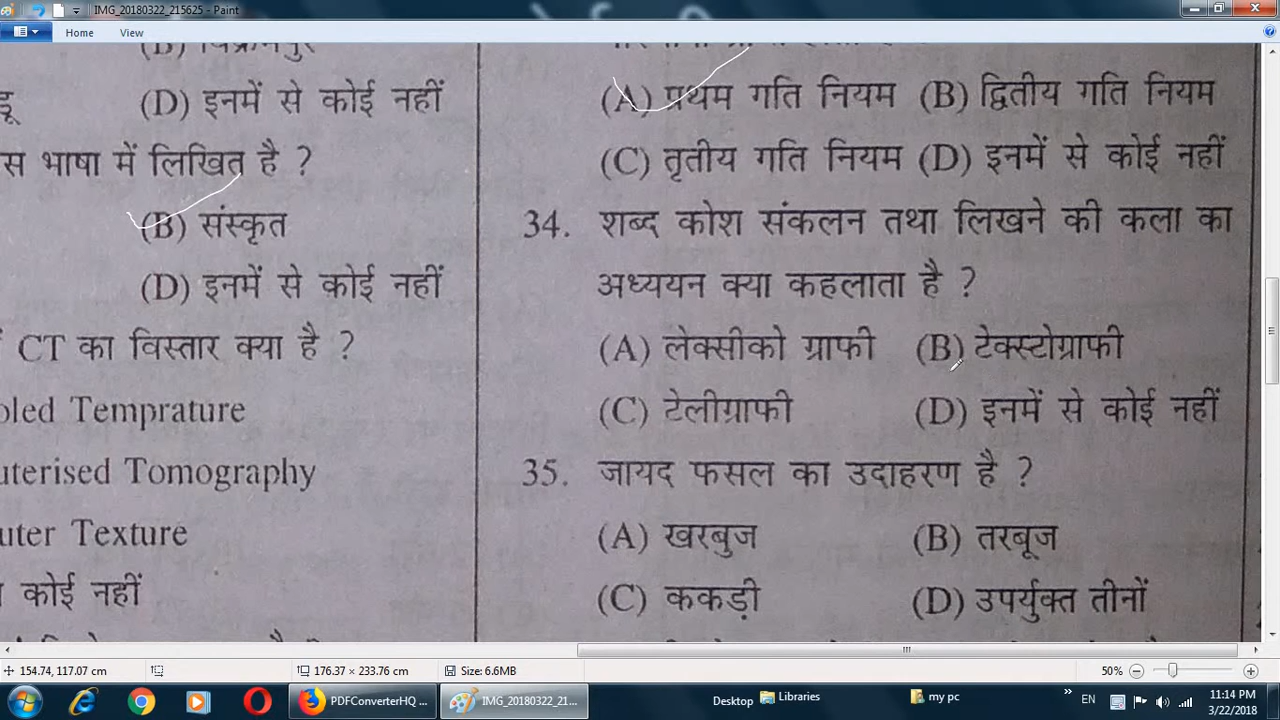 IMG_20180322_215625 - Paint
Home View
(B) विक्रमपुर
(D) इनमें से कोई नहीं
स भाषा में लिखित है ?
(B) संस्कृत
(D) इनमें से कोई नहीं
CT का विस्तार क्या है ?
oled Temprature
uterised Tomography
uter Texture
कोई नहीं
(A) प्रथम गति नियम (B) द्वितीय गति नियम
(C) तृतीय गति नियम (D) इनमें से कोई नहीं
34. शब्द कोश संकलन तथा लिखने की कला का
अध्ययन क्या कहलाता है ?
(A) लेक्सीको ग्राफी (B) टेक्स्टोग्राफी
(C) टेलीग्राफी (D) इनमें से कोई नहीं
35. जायद फसल का उदाहरण है ?
(A) खरबुज (B) तरबूज
(C) ककड़ी (D) उपर्युक्त तीनों
154.74, 117.07 cm 176.37 × 233.76 cm Size: 6.6MB 50%
PDFConverterHQ ... IMG_20180322_215... Desktop Libraries my pc EN 11:14 PM
3/22/2018